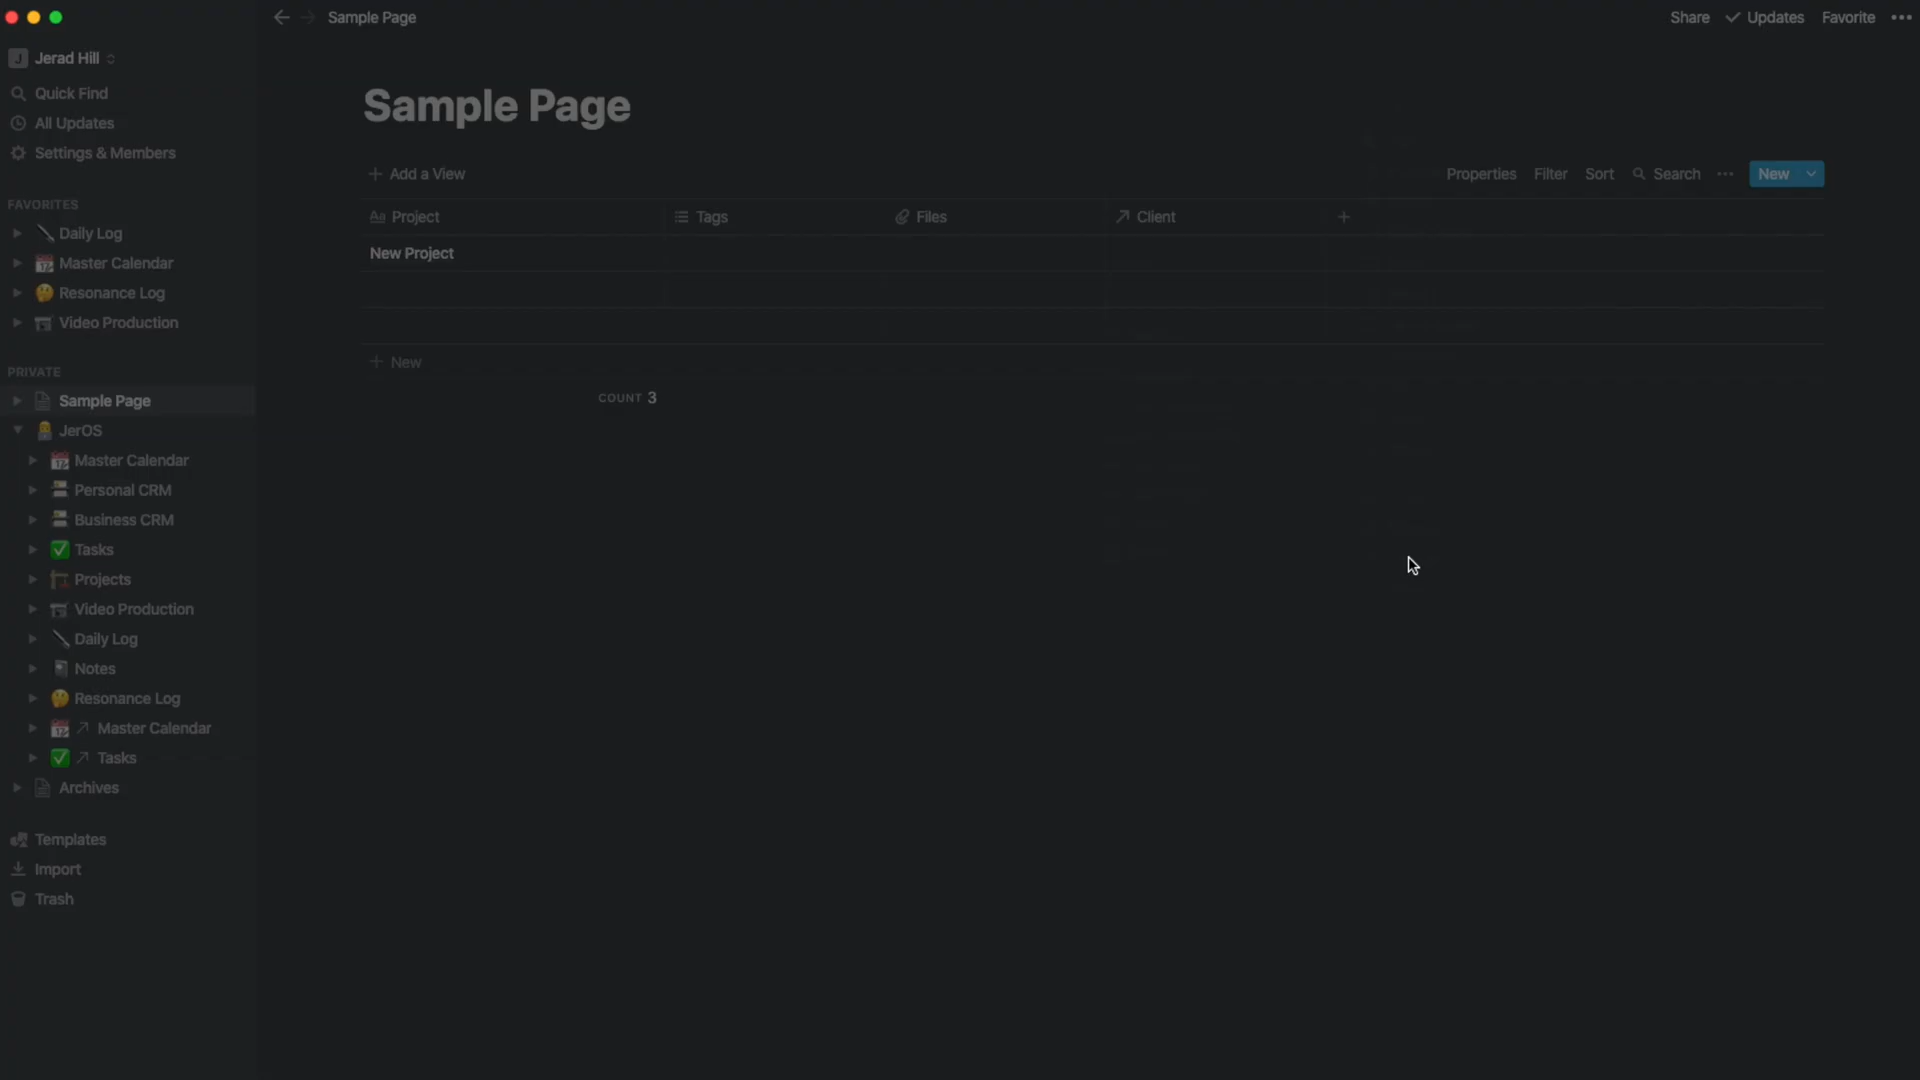 Sample Page
Share
Updates
Favorite
J
Jerad Hill
Quick Find
All Updates
Settings & Members
FAVORITES
Daily Log
Master Calendar
Resonance Log
Video Production
PRIVATE
Sample Page
JerOS
Master Calendar
Personal CRM
Business CRM
Tasks
Projects
Video Production
Daily Log
Notes
Resonance Log
Master Calendar
Tasks
Archives
Templates
Import
Trash
Sample Page
Add a View
Properties
Filter
Sort
Search
New
Aa Project
Tags
Files
Client
New Project
New
COUNT 3